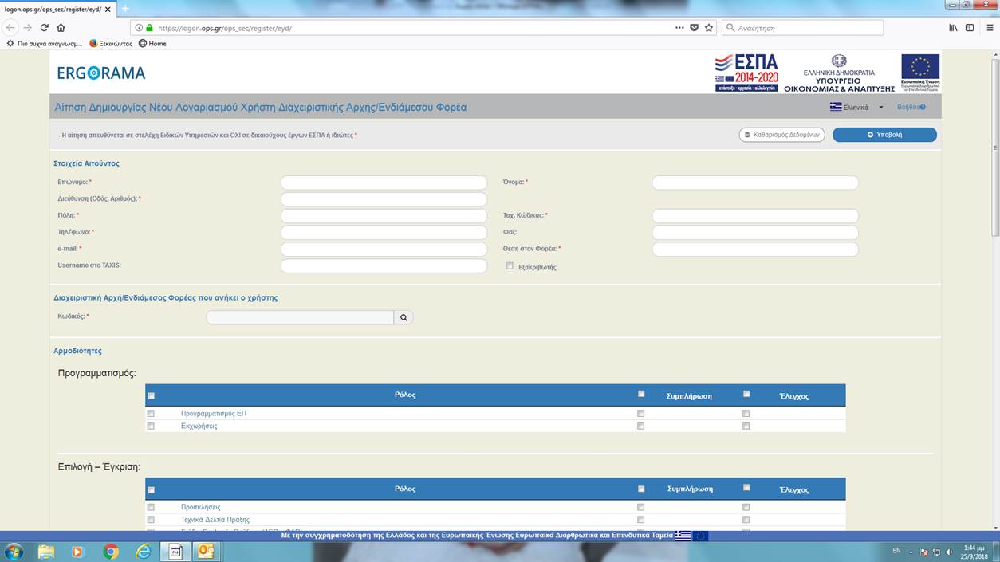 logon.ops.gr/ops_sec/register/eyd/
https://logon.ops.gr/ops_sec/register/eyd/
Αναζήτηση
Πιο συχνά αναγνωσμ... Ξεκινώντας Home
ERGORAMA
ΕΣΠΑ
2014-2020
ανάπτυξη - εργασία - αλληλεγγύη
ΕΛΛΗΝΙΚΗ ΔΗΜΟΚΡΑΤΙΑ
ΥΠΟΥΡΓΕΙΟ
ΟΙΚΟΝΟΜΙΑΣ & ΑΝΑΠΤΥΞΗΣ
Ευρωπαϊκή Ένωση
Ευρωπαϊκά Διαρθρωτικά
και Επενδυτικά Ταμεία
Αίτηση Δημιουργίας Νέου Λογαριασμού Χρήστη Διαχειριστικής Αρχής/Ενδιάμεσου Φορέα
Ελληνικά
Βοήθεια
- Η αίτηση απευθύνεται σε στελέχη Ειδικών Υπηρεσιών και ΟΧΙ σε δικαιούχους έργων ΕΣΠΑ ή ιδιώτες *
Καθαρισμός Δεδομένων
Υποβολή
Στοιχεία Αιτούντος
Επώνυμο: *
Όνομα: *
Διεύθυνση (Οδός, Αριθμός): *
Πόλη: *
Ταχ. Κώδικας: *
Τηλέφωνο: *
Φαξ:
e-mail: *
Θέση στον Φορέα: *
Username στο TAXIS:
Εξακριβωτής
Διαχειριστική Αρχή/Ενδιάμεσος Φορέας που ανήκει ο χρήστης
Κωδικός: *
Αρμοδιότητες
Προγραμματισμός:
Ρόλος Συμπλήρωση Έλεγχος
Προγραμματισμός ΕΠ
Εκχωρήσεις
Επιλογή – Έγκριση:
Ρόλος Συμπλήρωση Έλεγχος
Προσκλήσεις
Τεχνικά Δελτία Πράξης
Με την συγχρηματοδότηση της Ελλάδος και της Ευρωπαϊκής Ένωσης Ευρωπαϊκά Διαρθρωτικά και Επενδυτικά Ταμεία
EN
1:44 μμ
25/9/2018